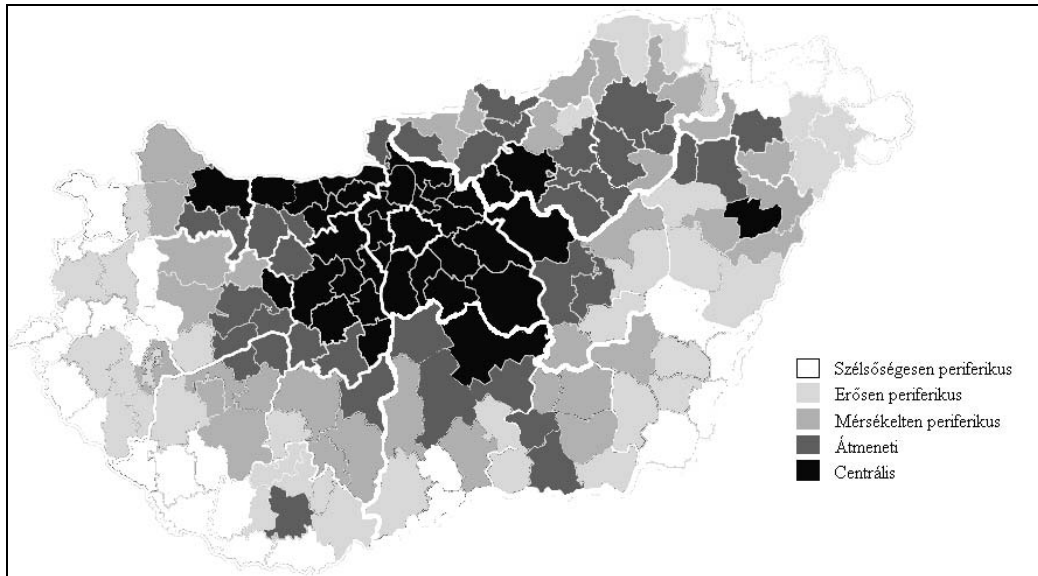 Szélsőségesen periferikus
Erősen periferikus
Mérsékelten periferikus
Átmeneti
Centrális